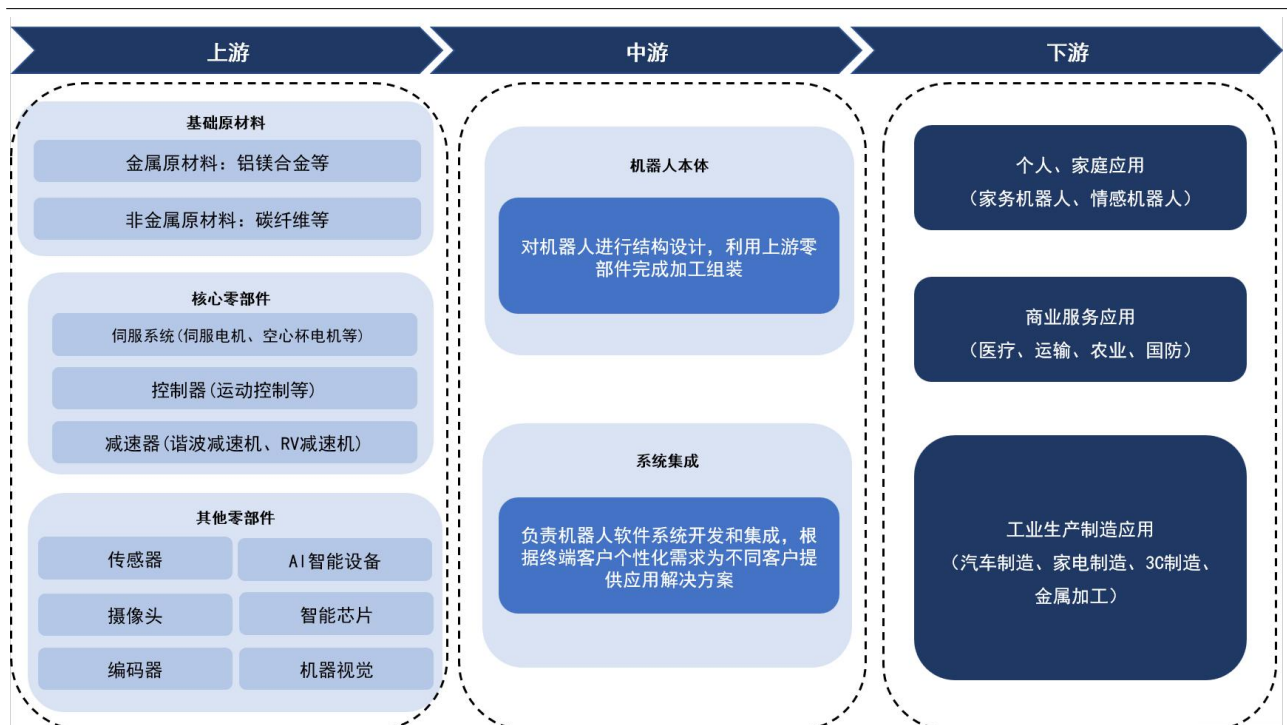 上游
中游
下游
基础原材料
金属原材料：铝镁合金等
非金属原材料：碳纤维等
核心零部件
伺服系统(伺服电机、空心杯电机等)
控制器(运动控制等)
减速器(谐波减速机、RV减速机)
其他零部件
传感器
AI智能设备
摄像头
智能芯片
编码器
机器视觉
机器人本体
对机器人进行结构设计，利用上游零
部件完成加工组装
系统集成
负责机器人软件系统开发和集成，根
据终端客户个性化需求为不同客户提
供应用解决方案
个人、家庭应用
（家务机器人、情感机器人）
商业服务应用
（医疗、运输、农业、国防）
工业生产制造应用
（汽车制造、家电制造、3C制造、
金属加工）